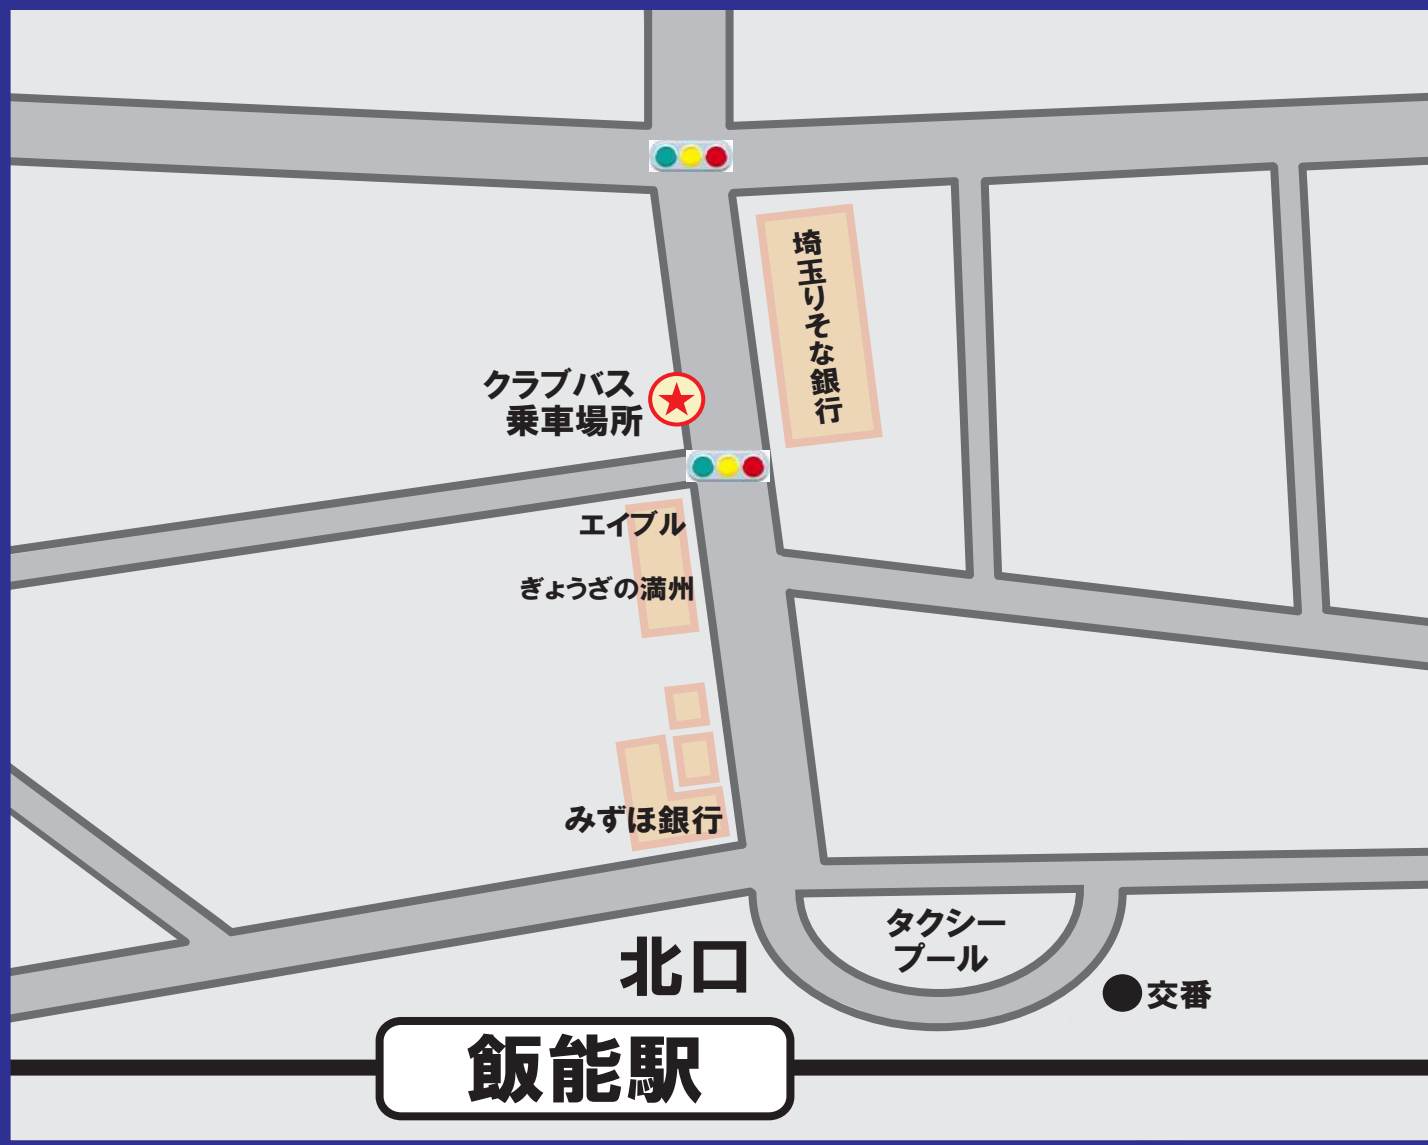 埼玉りそな銀行
クラブバス
乗車場所
エイブル
ぎょうざの満州
みずほ銀行
タクシー
プール
北口
交番
飯能駅